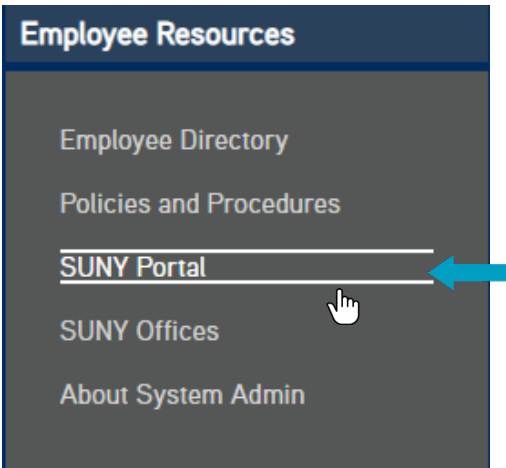 Employee Resources
Employee Directory
Policies and Procedures
SUNY Portal
SUNY Offices
About System Admin